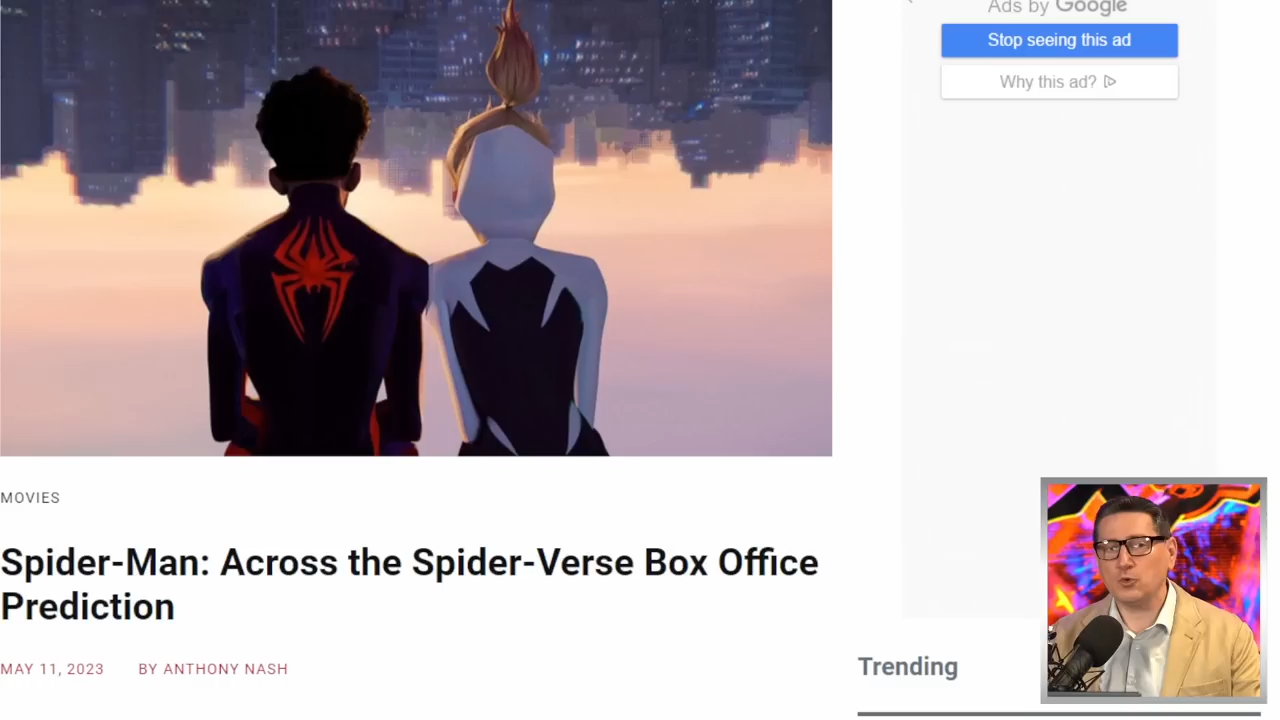 Ads by Google
Stop seeing this ad
Why this ad?
MOVIES
Spider-Man: Across the Spider-Verse Box Office
Prediction
MAY 11, 2023 BY ANTHONY NASH
Trending